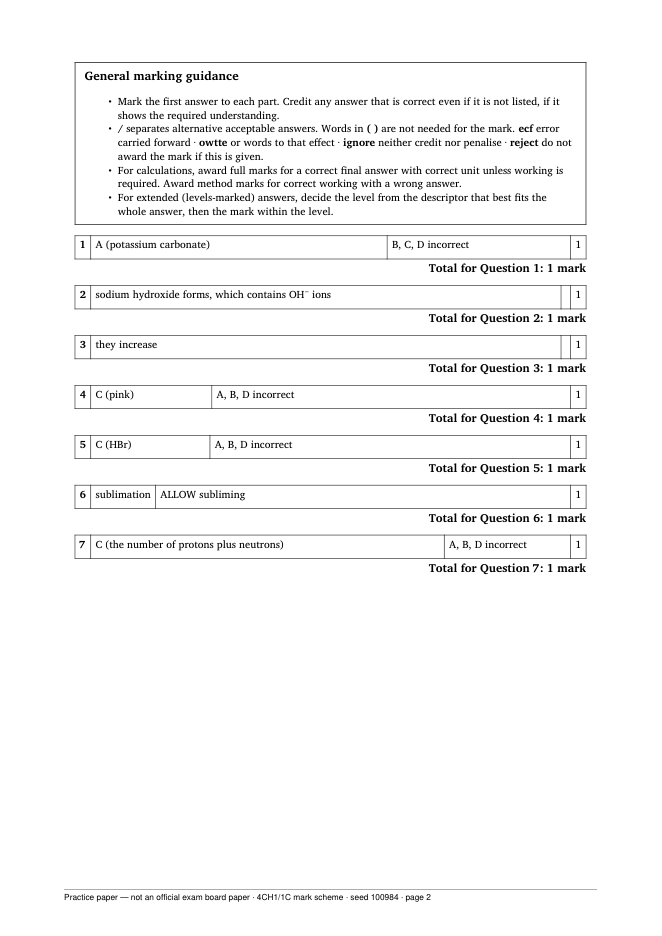 General marking guidance
• Mark the first answer to each part. Credit any answer that is correct even if it is not listed, if it
shows the required understanding.
• / separates alternative acceptable answers. Words in ( ) are not needed for the mark. ecf error
carried forward · owtte or words to that effect · ignore neither credit nor penalise · reject do not
award the mark if this is given.
• For calculations, award full marks for a correct final answer with correct unit unless working is
required. Award method marks for correct working with a wrong answer.
• For extended (levels-marked) answers, decide the level from the descriptor that best fits the
whole answer, then the mark within the level.
1 A (potassium carbonate) B, C, D incorrect 1
Total for Question 1: 1 mark
2 sodium hydroxide forms, which contains OH⁻ ions 1
Total for Question 2: 1 mark
3 they increase 1
Total for Question 3: 1 mark
4 C (pink) A, B, D incorrect 1
Total for Question 4: 1 mark
5 C (HBr) A, B, D incorrect 1
Total for Question 5: 1 mark
6 sublimation ALLOW subliming 1
Total for Question 6: 1 mark
7 C (the number of protons plus neutrons) A, B, D incorrect 1
Total for Question 7: 1 mark
Practice paper — not an official exam board paper · 4CH1/1C mark scheme · seed 100984 · page 2